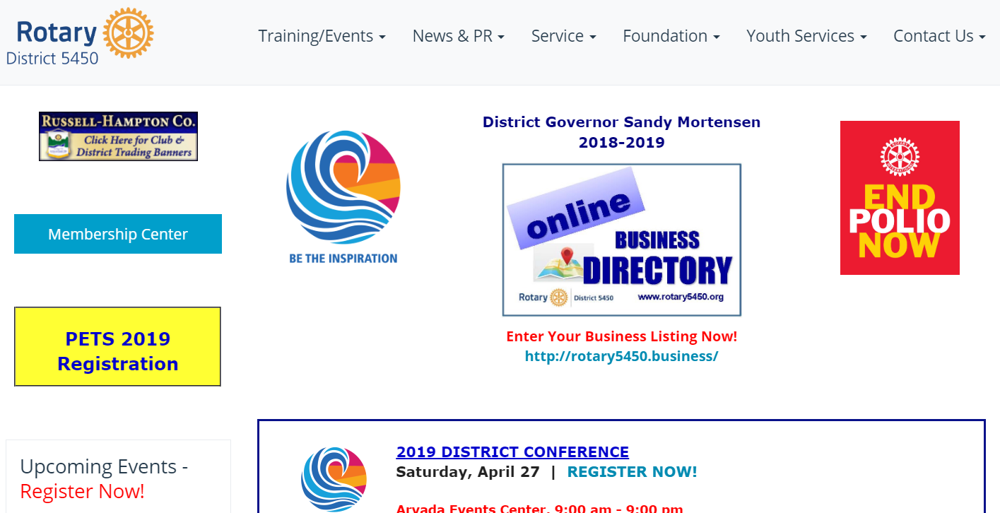 Rotary
District 5450
Training/Events
News & PR
Service
Foundation
Youth Services
Contact Us
RUSSELL-HAMPTON CO.
Click Here for Club &
District Trading Banners
Membership Center
PETS 2019
Registration
Upcoming Events -
Register Now!
BE THE INSPIRATION
District Governor Sandy Mortensen
2018-2019
online
BUSINESS
DIRECTORY
Rotary District 5450 www.rotary5450.org
Enter Your Business Listing Now!
http://rotary5450.business/
ROTARY
INTERNATIONAL
END
POLIO
NOW
2019 DISTRICT CONFERENCE
Saturday, April 27 | REGISTER NOW!
Arvada Events Center, 9:00 am - 9:00 pm